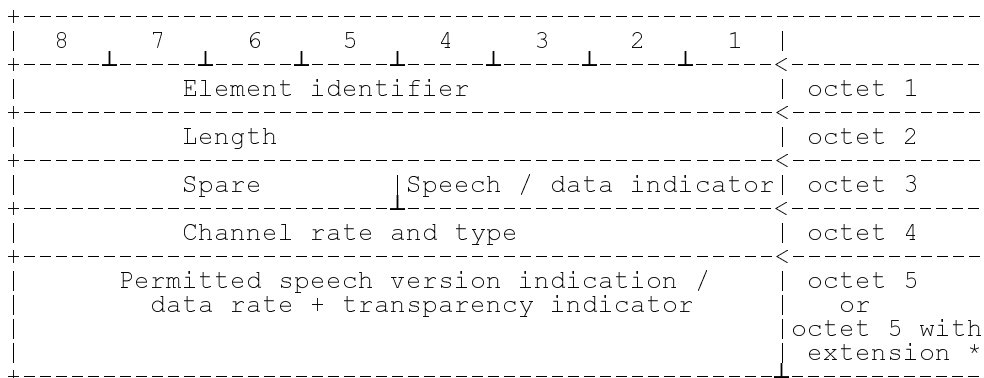 8 7 6 5 4 3 2 1
Element identifier octet 1
Length octet 2
Spare Speech / data indicator octet 3
Channel rate and type octet 4
Permitted speech version indication / octet 5
data rate + transparency indicator or
octet 5 with
extension *